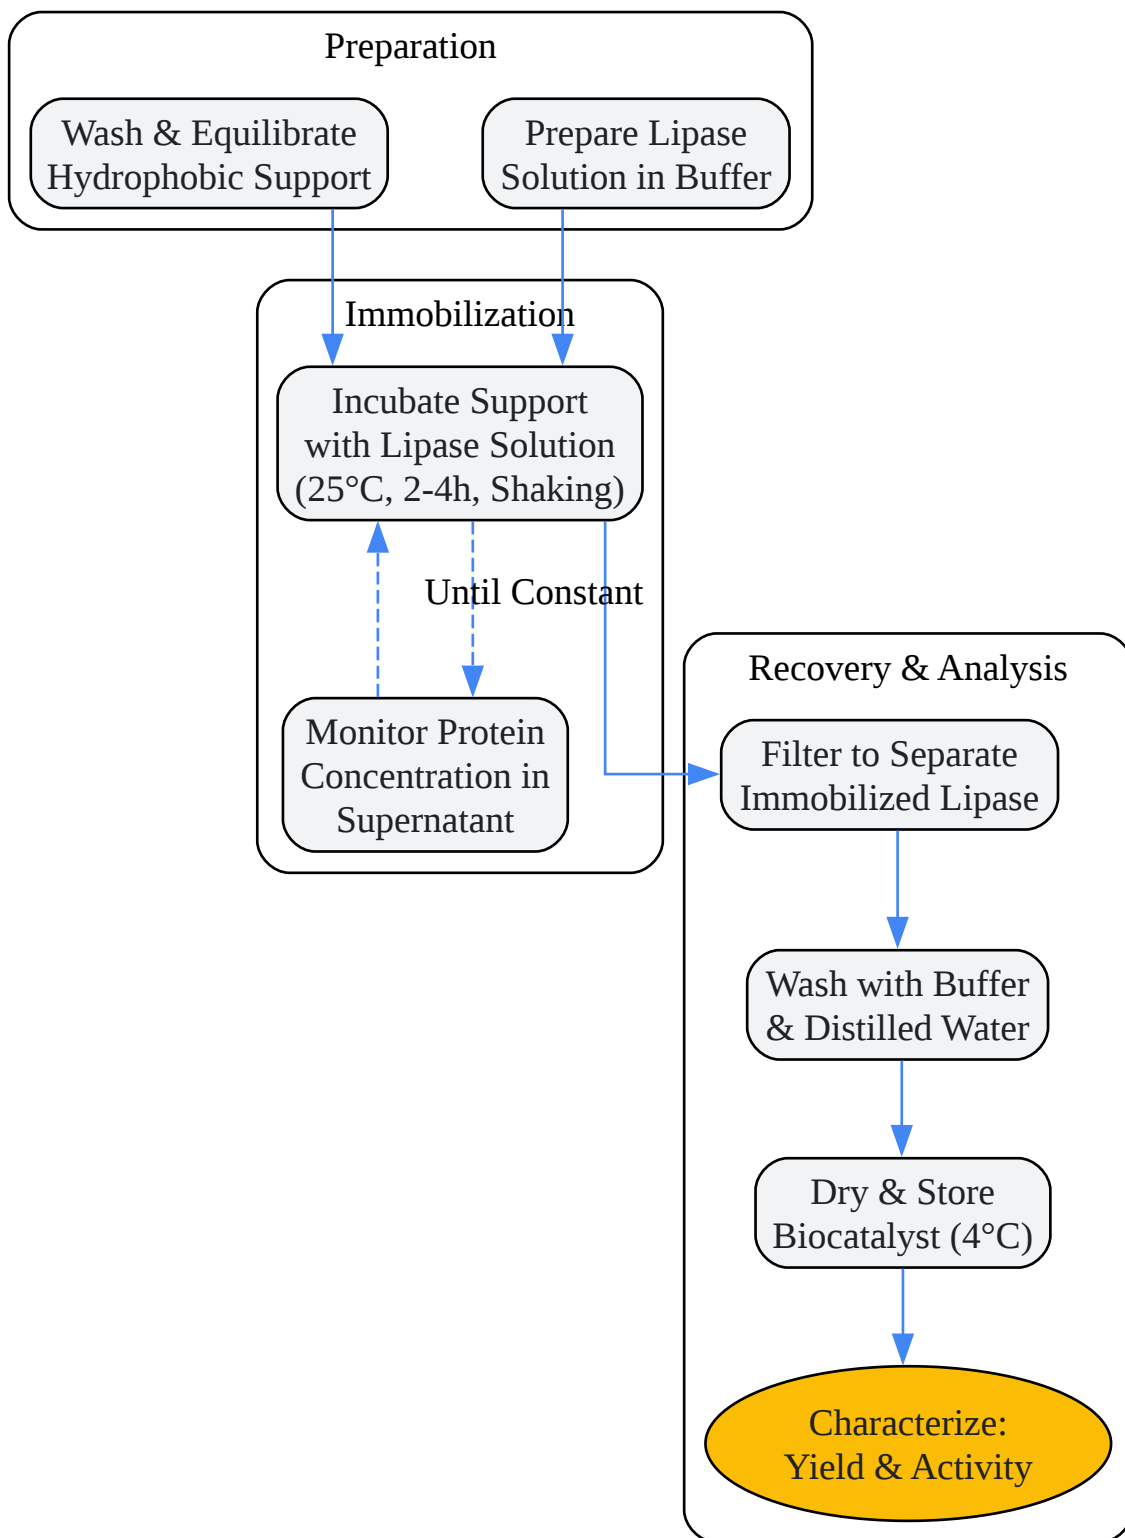 Preparation
Wash & Equilibrate
Hydrophobic Support
Prepare Lipase
Solution in Buffer
Immobilization
Incubate Support
with Lipase Solution
(25°C, 2-4h, Shaking)
Until Constant
Monitor Protein
Concentration in
Supernatant
Recovery & Analysis
Filter to Separate
Immobilized Lipase
Wash with Buffer
& Distilled Water
Dry & Store
Biocatalyst (4°C)
Characterize:
Yield & Activity